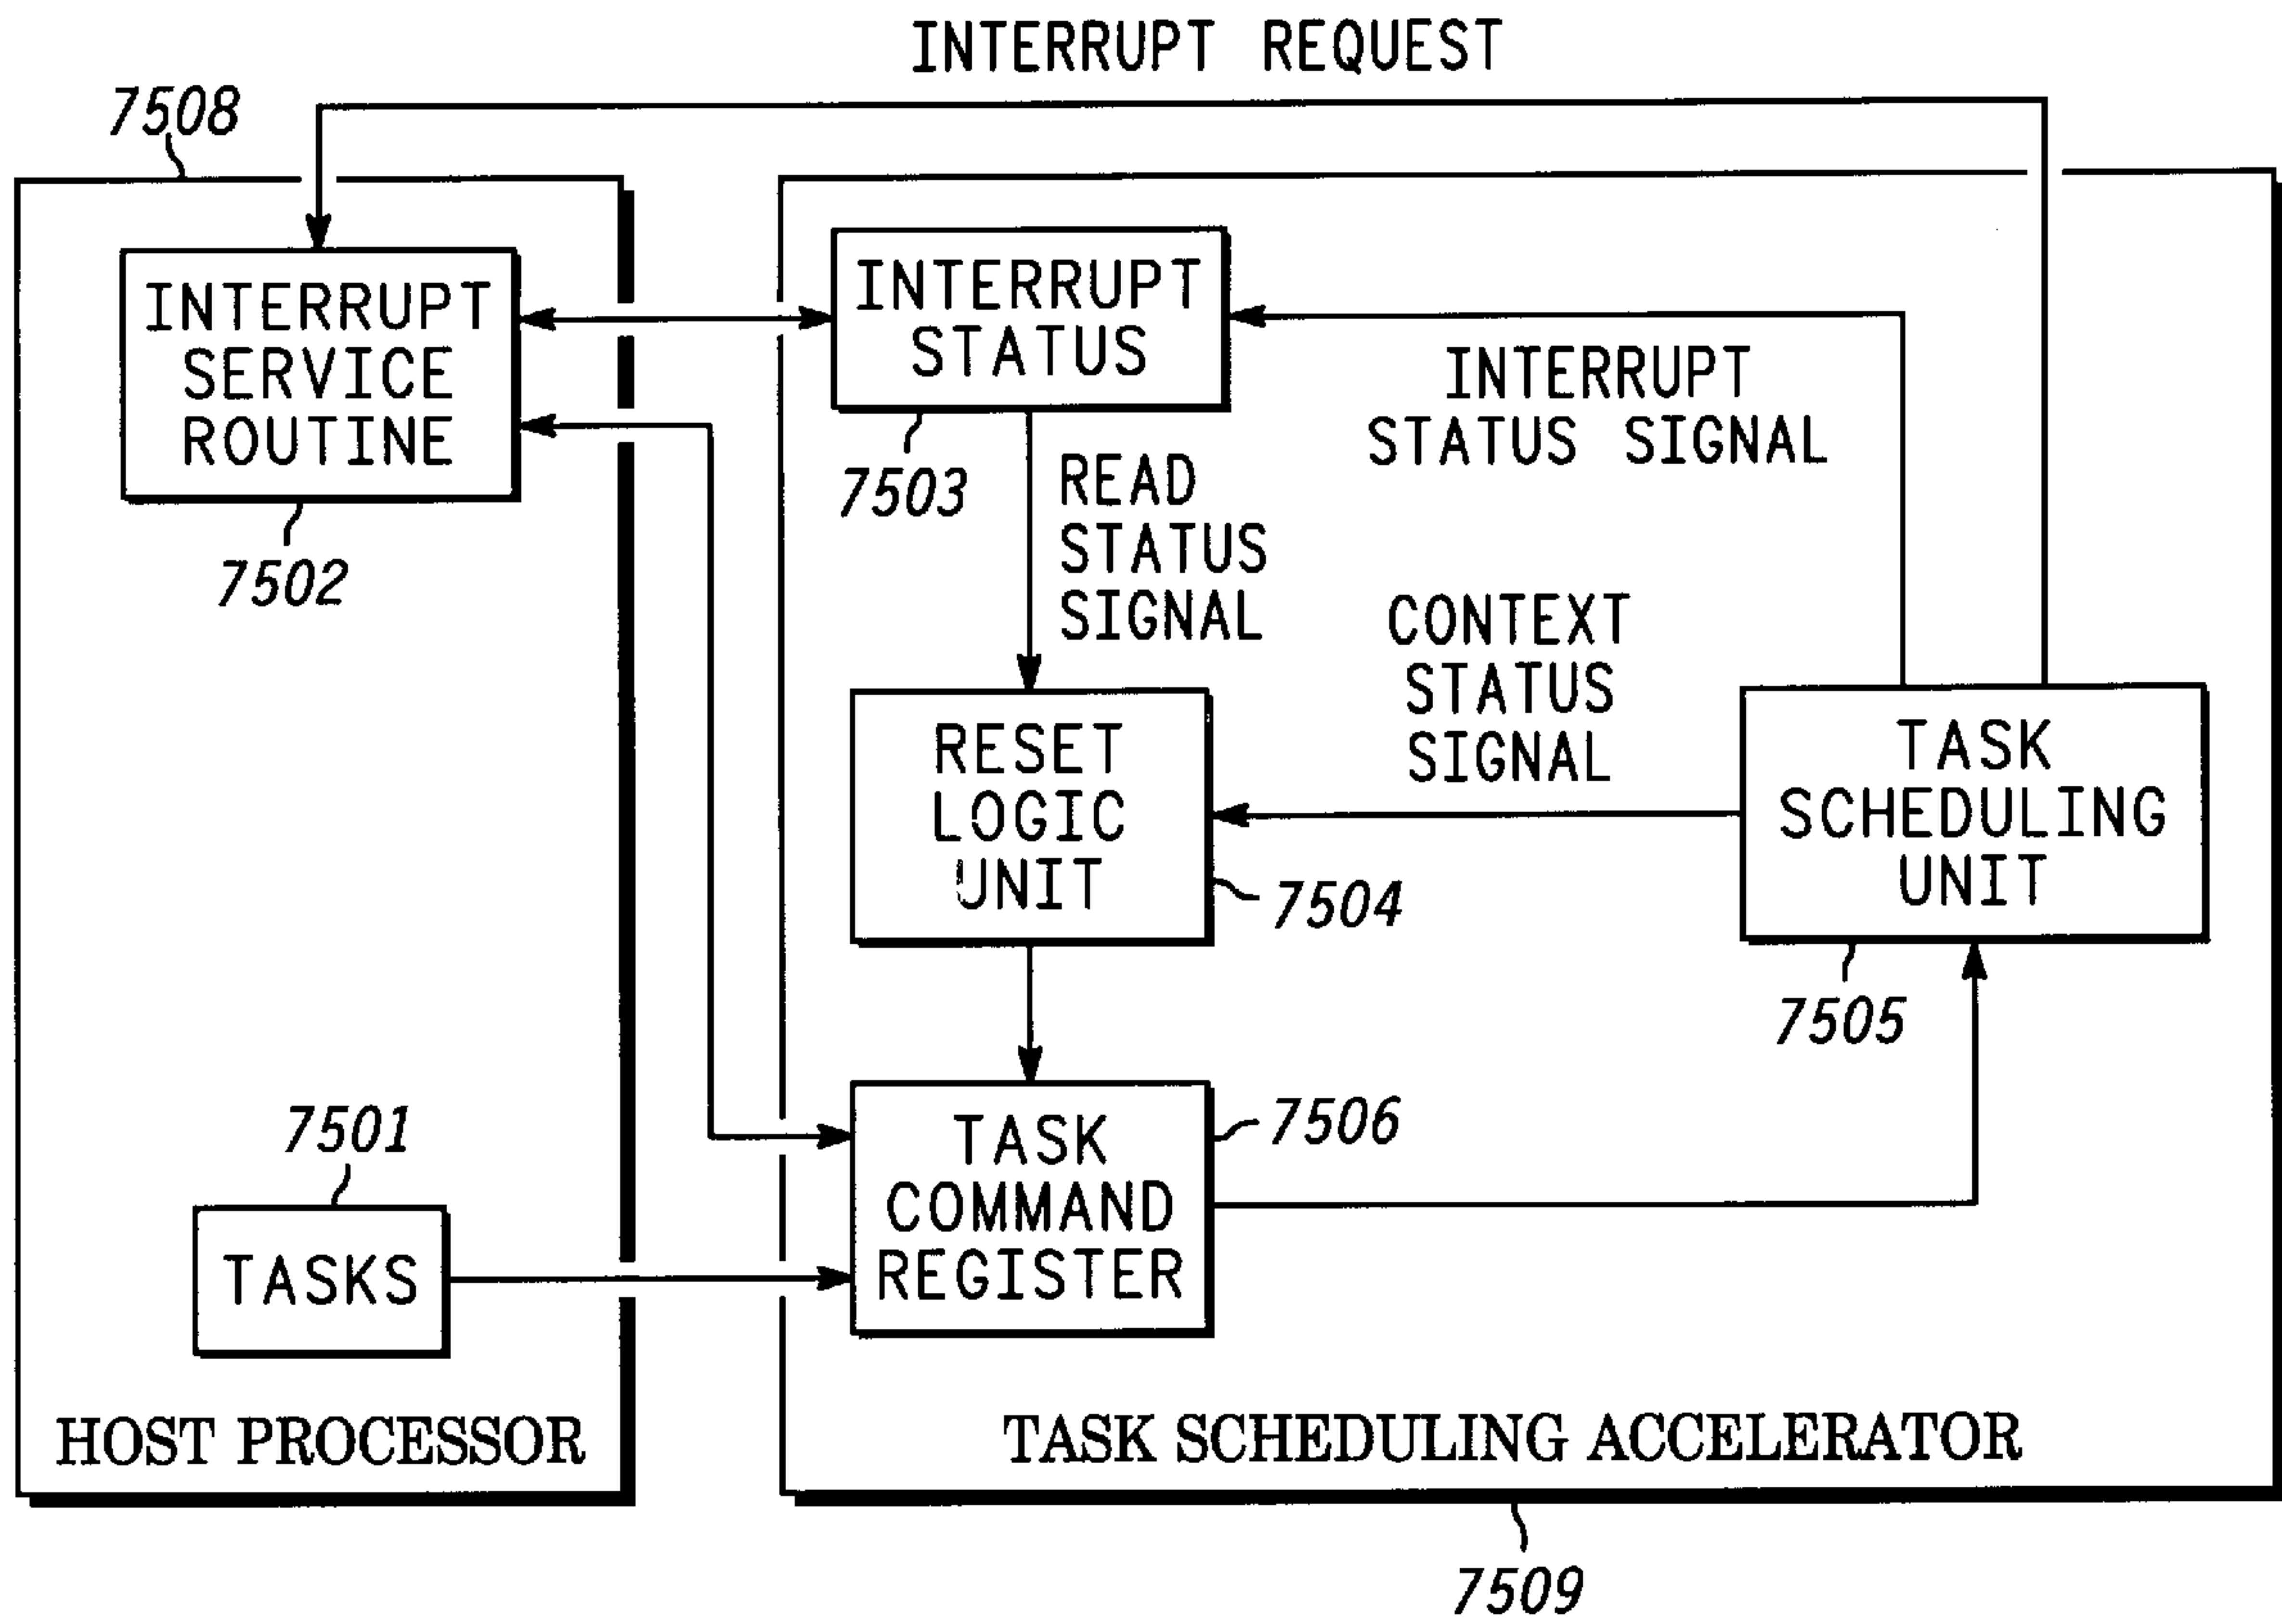 INTERRUPT REQUEST
7508
INTERRUPT
SERVICE
ROUTINE
7502
INTERRUPT
STATUS
7503
INTERRUPT
STATUS SIGNAL
READ
STATUS
SIGNAL
CONTEXT
STATUS
SIGNAL
RESET
LOGIC
UNIT
7504
TASK
SCHEDULING
UNIT
7505
7501
TASKS
TASK
COMMAND
REGISTER
7506
HOST PROCESSOR
TASK SCHEDULING ACCELERATOR
7509